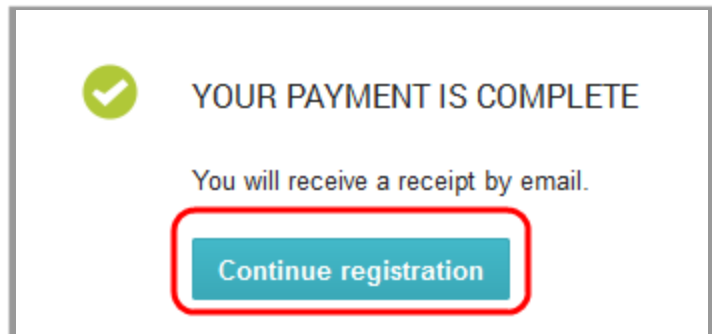 YOUR PAYMENT IS COMPLETE
You will receive a receipt by email.
Continue registration